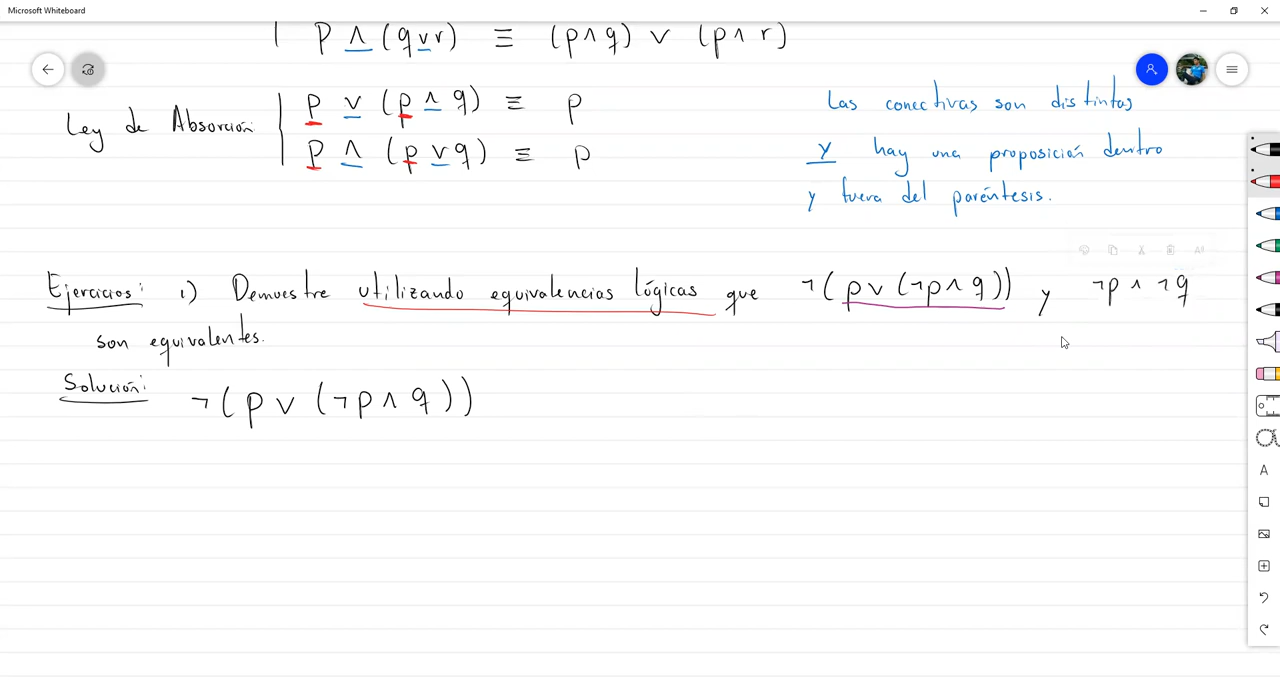 Microsoft Whiteboard
p ∧ (q∨r) ≡ (p∧q) ∨ (p∧r)
Ley de Absorción: p ∨ (p ∧ q) ≡ p
p ∧ (p ∨ q) ≡ p
Las conectivas son distintas
y hay una proposición dentro
y fuera del paréntesis.
Ejercicios: 1) Demuestre utilizando equivalencias lógicas que ¬(p∨(¬p∧q)) y ¬p ∧ ¬q
son equivalentes.
Solución: ¬(p∨(¬p∧q))
A